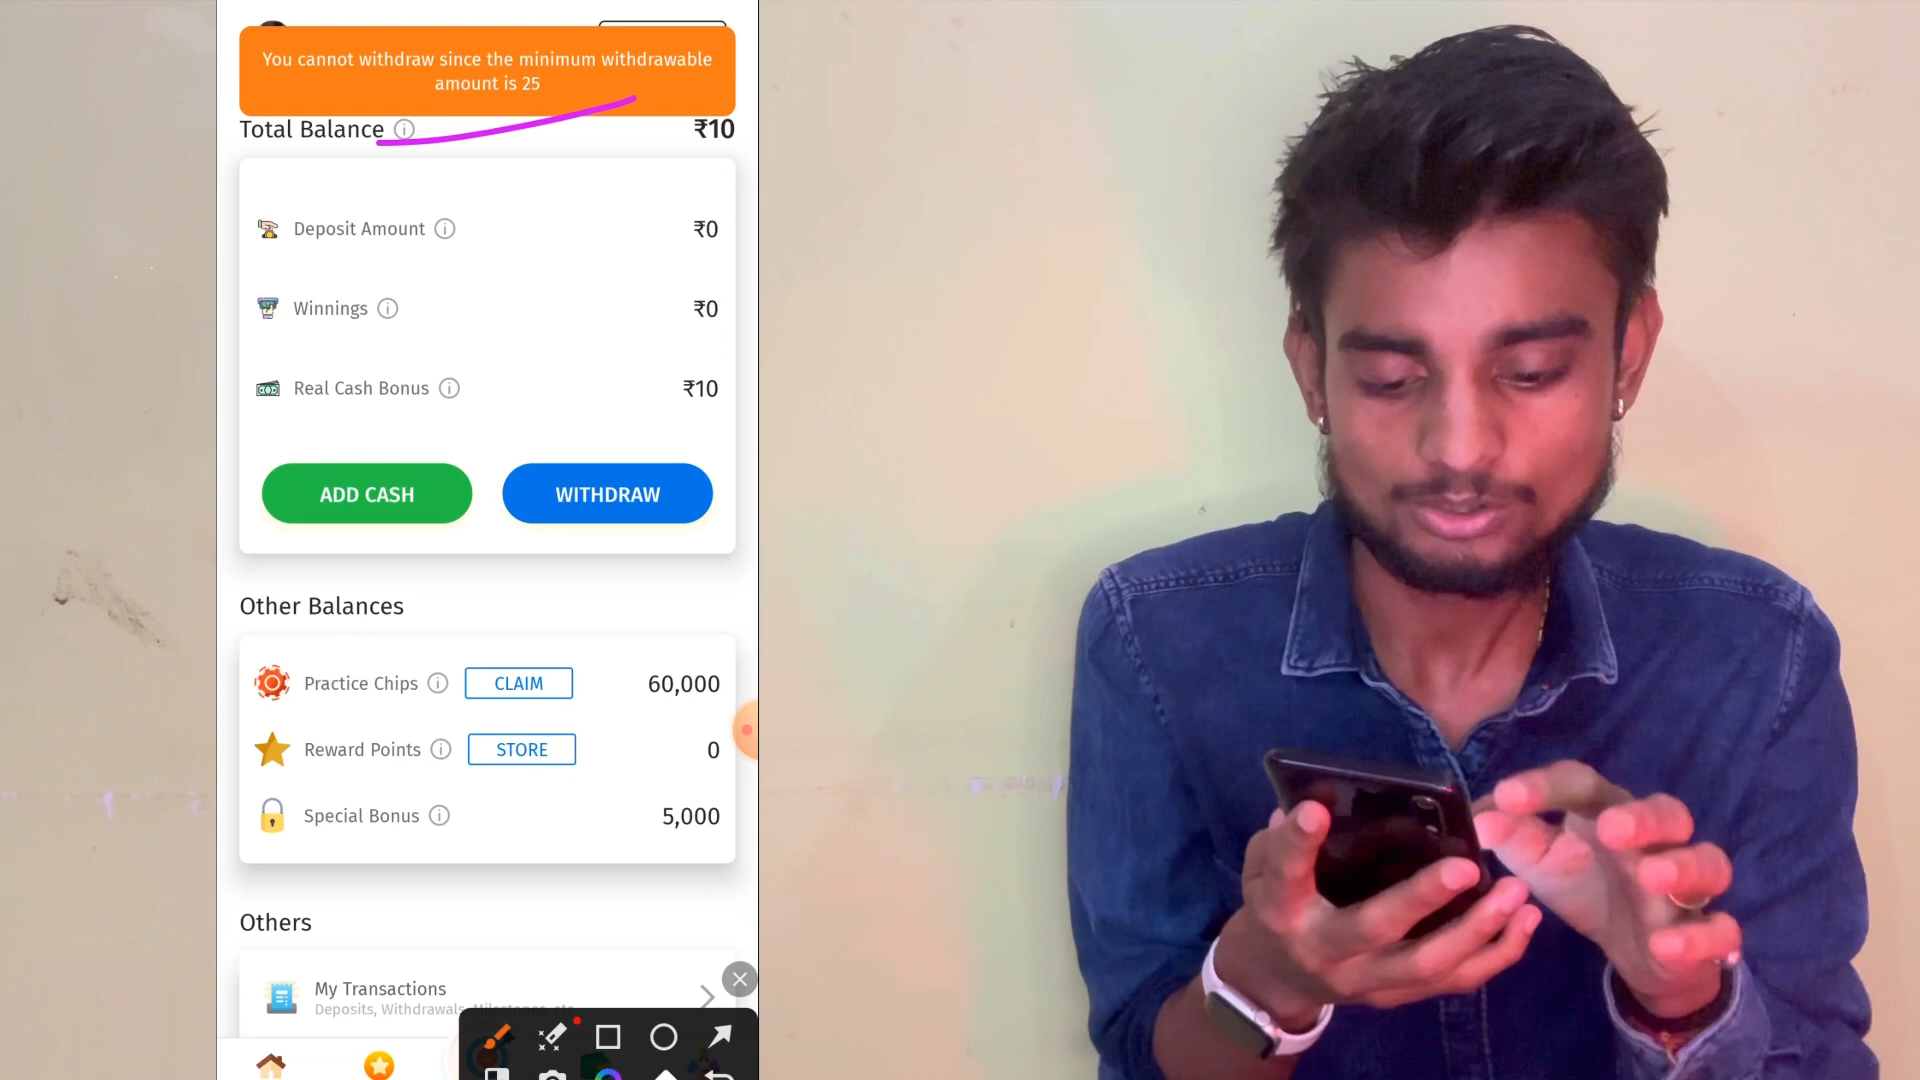 You cannot withdraw since the minimum withdrawable
amount is 25
Total Balance ₹10
Deposit Amount ₹0
Winnings ₹0
Real Cash Bonus ₹10
ADD CASH WITHDRAW
Other Balances
Practice Chips CLAIM 60,000
Reward Points STORE 0
Special Bonus 5,000
Others
My Transactions
Deposits, Withdrawals, Milestones, etc